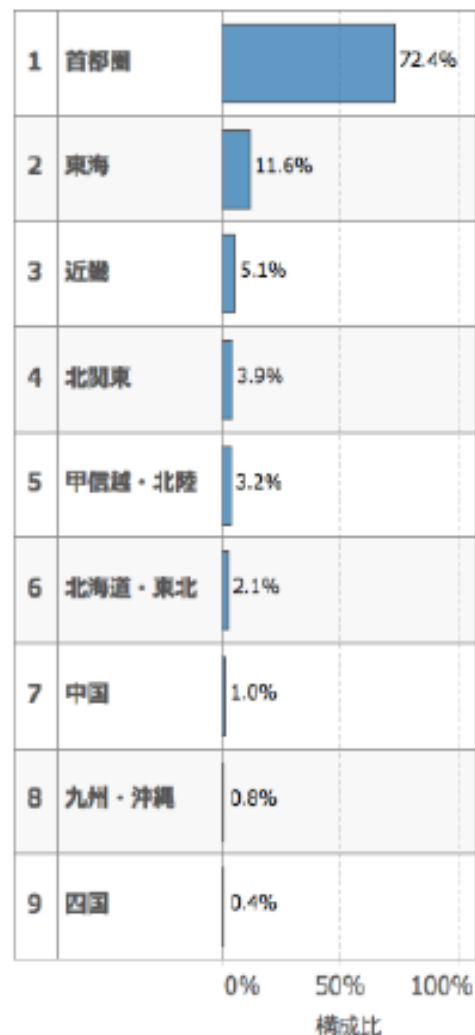 1 首都圏 72.4%
2 東海 11.6%
3 近畿 5.1%
4 北関東 3.9%
5 甲信越・北陸 3.2%
6 北海道・東北 2.1%
7 中国 1.0%
8 九州・沖縄 0.8%
9 四国 0.4%
0% 50% 100%
構成比